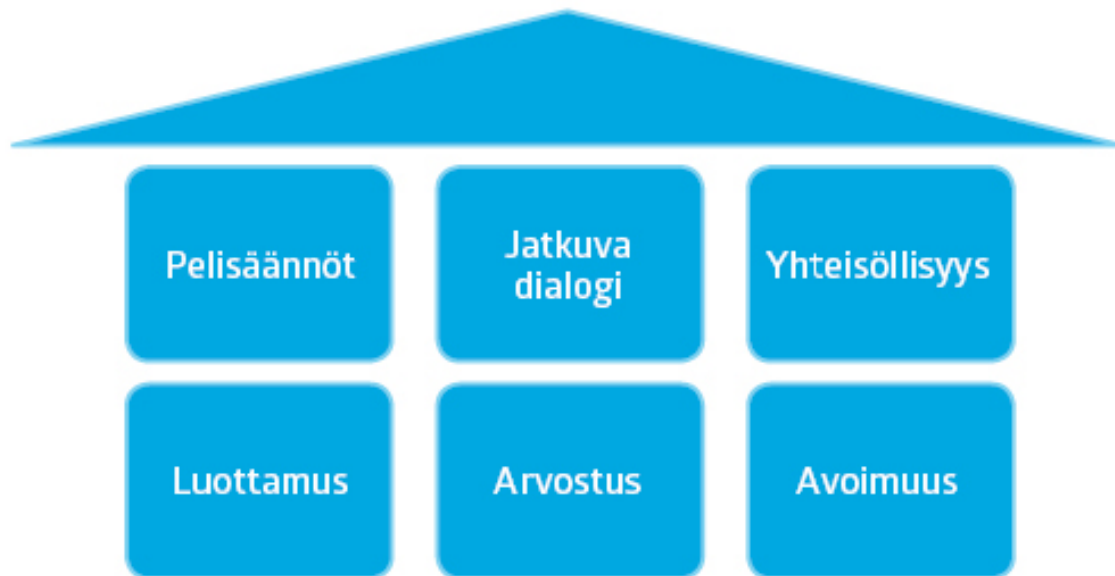 Pelisäännöt
Jatkuva
dialogi
Yhteisöllisyys
Luottamus
Arvostus
Avoimuus